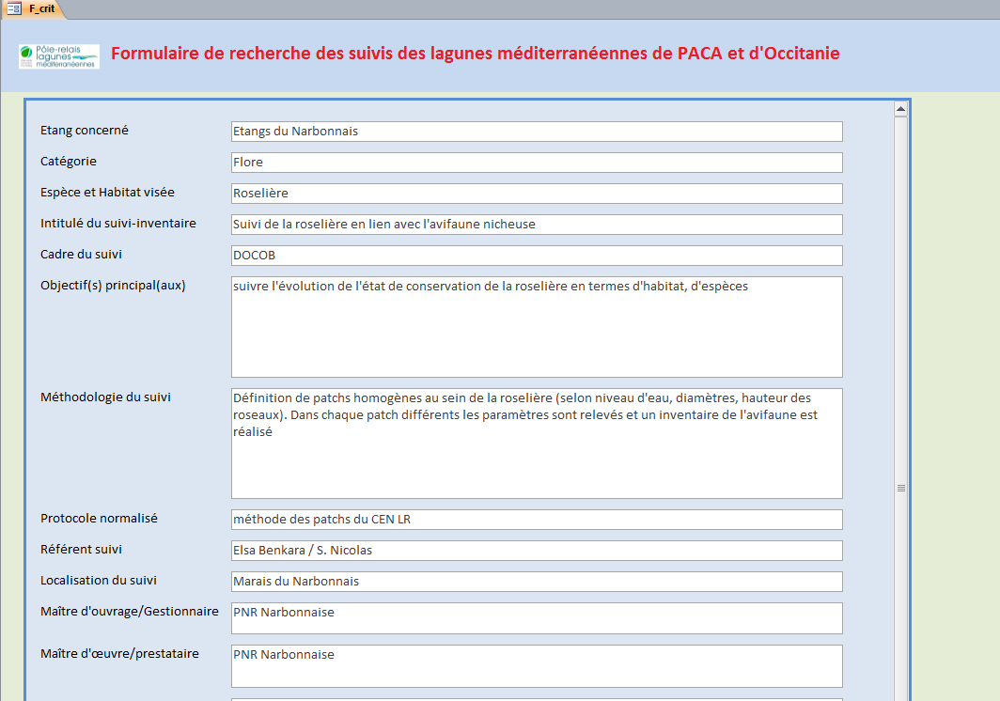 F_crit
Pôle-relais
lagunes
méditerranéennes
Formulaire de recherche des suivis des lagunes méditerranéennes de PACA et d'Occitanie
Etang concerné
Etangs du Narbonnais
Catégorie
Flore
Espèce et Habitat visée
Roselière
Intitulé du suivi-inventaire
Suivi de la roselière en lien avec l'avifaune nicheuse
Cadre du suivi
DOCOB
Objectif(s) principal(aux)
suivre l'évolution de l'état de conservation de la roselière en termes d'habitat, d'espèces
Méthodologie du suivi
Définition de patchs homogènes au sein de la roselière (selon niveau d'eau, diamètres, hauteur des
roseaux). Dans chaque patch différents les paramètres sont relevés et un inventaire de l'avifaune est
réalisé
Protocole normalisé
méthode des patchs du CEN LR
Référent suivi
Elsa Benkara / S. Nicolas
Localisation du suivi
Marais du Narbonnais
Maître d'ouvrage/Gestionnaire
PNR Narbonnaise
Maître d'œuvre/prestataire
PNR Narbonnaise